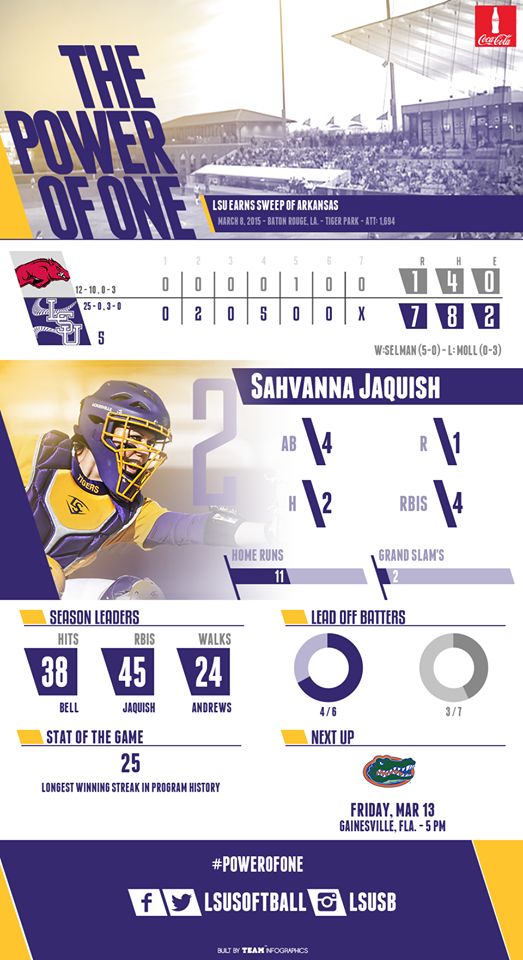 Coca-Cola
THE
POWER
OF ONE
LSU EARNS SWEEP OF ARKANSAS
MARCH 8, 2015 - BATON ROUGE, LA. - TIGER PARK - ATT: 1,694
1 2 3 4 5 6 7 R H E
12 - 10, 0 - 3 0 0 0 0 1 0 0 1 4 0
25 - 0, 3 - 0 0 2 0 5 0 0 X 7 8 2
LSU
5
W:SELMAN (5-0) - L: MOLL (0-3)
2
SAHVANNA JAQUISH
AB 4 R 1
H 2 RBIS 4
HOME RUNS GRAND SLAM'S
11 2
LOUISVILLE
TIGERS
LS
SEASON LEADERS
HITS RBIS WALKS
38 45 24
BELL JAQUISH ANDREWS
LEAD OFF BATTERS
4 / 6 3 / 7
STAT OF THE GAME
25
LONGEST WINNING STREAK IN PROGRAM HISTORY
NEXT UP
FRIDAY, MAR 13
GAINESVILLE, FLA. - 5 PM
#POWEROFONE
LSUSOFTBALL LSUSB
BUILT BY TEAM INFOGRAPHICS